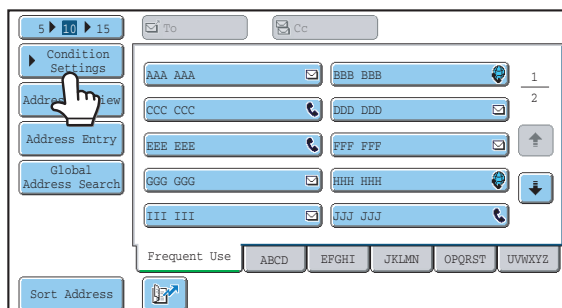 5 10 15
To
Cc
Condition
Settings
AAA AAA
BBB BBB
1
2
CCC CCC
DDD DDD
Address Entry
EEE EEE
FFF FFF
Global
Address Search
GGG GGG
HHH HHH
III III
JJJ JJJ
Frequent Use
ABCD
EFGHI
JKLMN
OPQRST
UVWXYZ
Sort Address